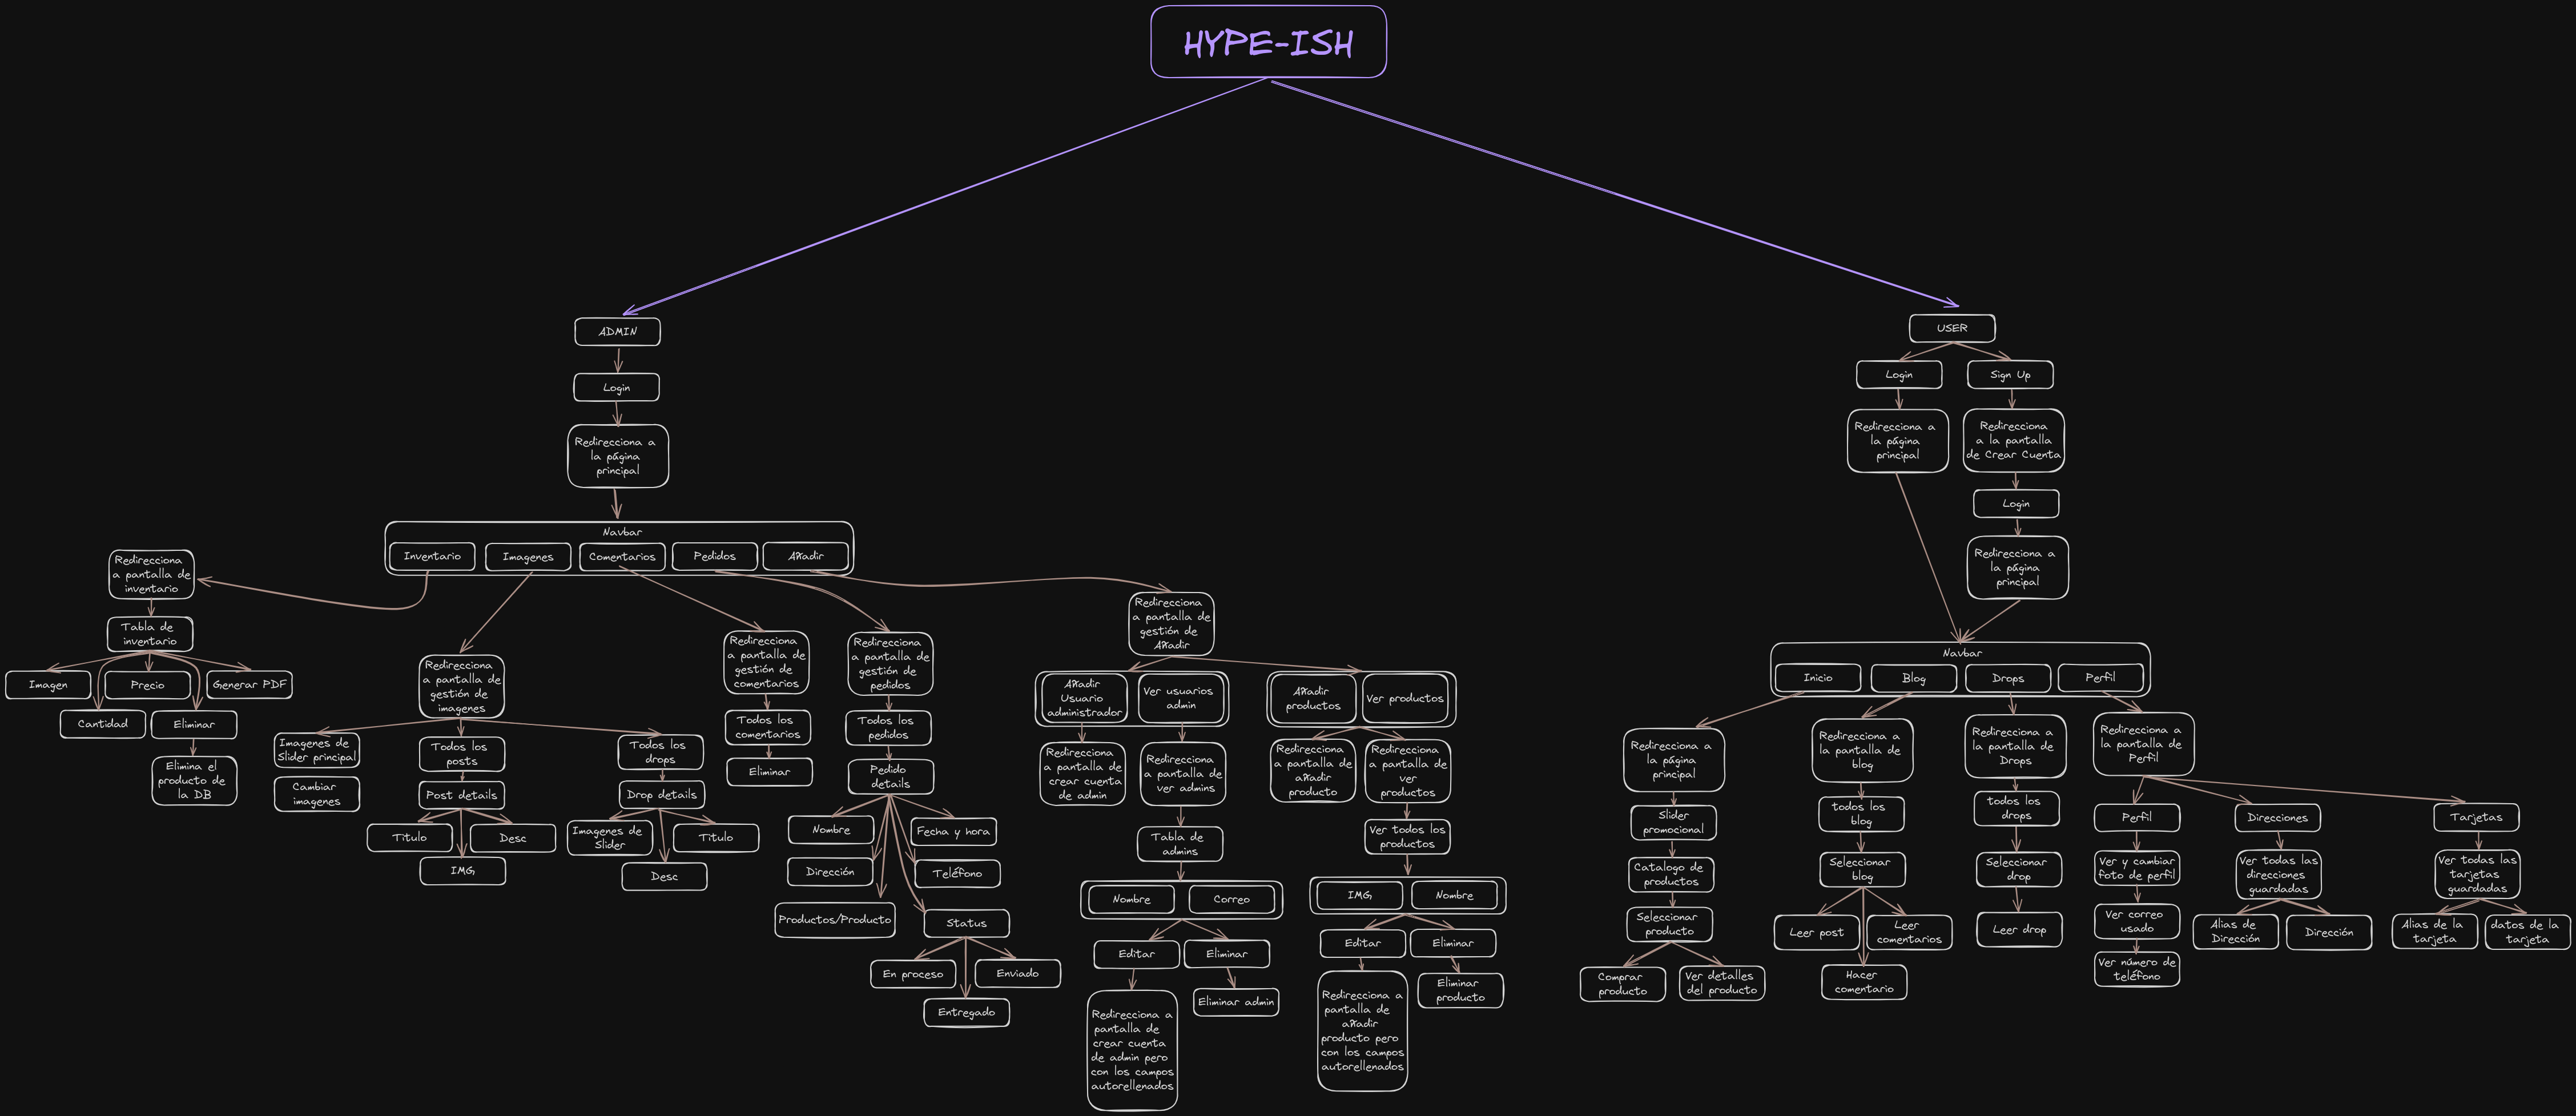 HYPE-ISH
ADMIN
Login
Redirecciona a
la página
principal
Navbar
Inventario
Imagenes
Comentarios
Pedidos
Añadir
Redirecciona
a pantalla de
inventario
Tabla de
inventario
Imagen
Precio
Generar PDF
Cantidad
Eliminar
Elimina el
producto de
la DB
Redirecciona
a pantalla de
gestión de
imagenes
Imagenes de
Slider principal
Cambiar
imagenes
Todos los
posts
Post details
Titulo
Desc
IMG
Todos los
drops
Drop details
Imagenes de
Slider
Titulo
Desc
Redirecciona
a pantalla de
gestión de
comentarios
Todos los
comentarios
Eliminar
Redirecciona
a pantalla de
gestión de
pedidos
Todos los
pedidos
Pedido
details
Nombre
Fecha y hora
Dirección
Teléfono
Productos/Producto
Status
En proceso
Enviado
Entregado
Redirecciona
a pantalla de
gestión de
Añadir
Añadir
Usuario
administrador
Ver usuarios
admin
Redirecciona
a pantalla de
crear cuenta
de admin
Redirecciona
a pantalla de
ver admins
Tabla de
admins
Nombre
Correo
Editar
Eliminar
Eliminar admin
Redirecciona a
pantalla de
crear cuenta
de admin pero
con los campos
autorellenados
Añadir
productos
Ver productos
Redirecciona
a pantalla de
añadir
producto
Redirecciona
a pantalla de
ver
productos
Ver todos los
productos
IMG
Nombre
Editar
Eliminar
Eliminar
producto
Redirecciona a
pantalla de
añadir
producto pero
con los campos
autorellenados
USER
Login
Sign Up
Redirecciona a
la página
principal
Redirecciona
a la pantalla
de Crear Cuenta
Login
Redirecciona a
la página
principal
Navbar
Inicio
Blog
Drops
Perfil
Redirecciona a
la página
principal
Slider
promocional
Catalogo de
productos
Seleccionar
producto
Comprar
producto
Ver detalles
del producto
Redirecciona a
la pantalla de
blog
todos los
blog
Seleccionar
blog
Leer post
Leer
comentarios
Hacer
comentario
Redirecciona a
la pantalla de
Drops
todos los
drops
Seleccionar
drop
Leer drop
Redirecciona a
la pantalla de
Perfil
Perfil
Ver y cambiar
foto de perfil
Ver correo
usado
Ver número de
teléfono
Direcciones
Ver todas las
direcciones
guardadas
Alias de
Dirección
Dirección
Tarjetas
Ver todas las
tarjetas
guardadas
Alias de la
tarjeta
datos de la
tarjeta